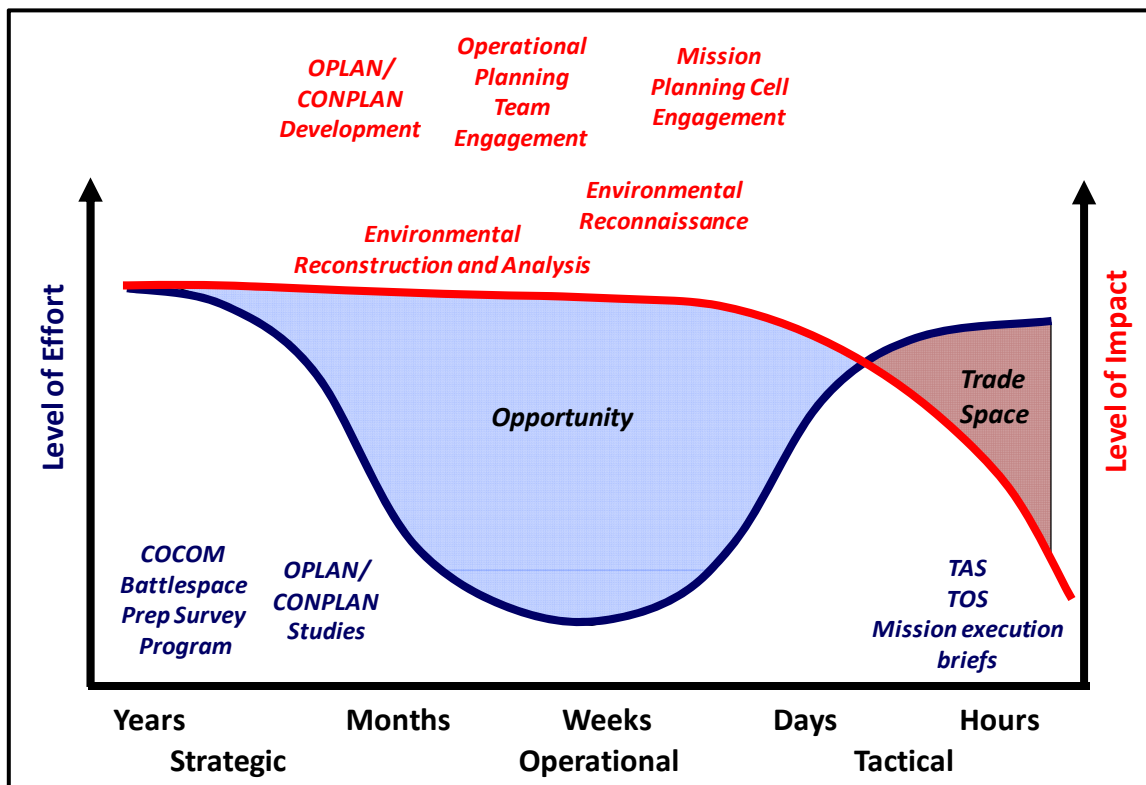 OPLAN/
CONPLAN
Development
Operational
Planning
Team
Engagement
Mission
Planning Cell
Engagement
Environmental
Reconnaissance
Environmental
Reconstruction and Analysis
Level of Effort
Level of Impact
Opportunity
Trade
Space
COCOM
Battlespace
Prep Survey
Program
OPLAN/
CONPLAN
Studies
TAS
TOS
Mission execution
briefs
Years Months Weeks Days Hours
Strategic Operational Tactical